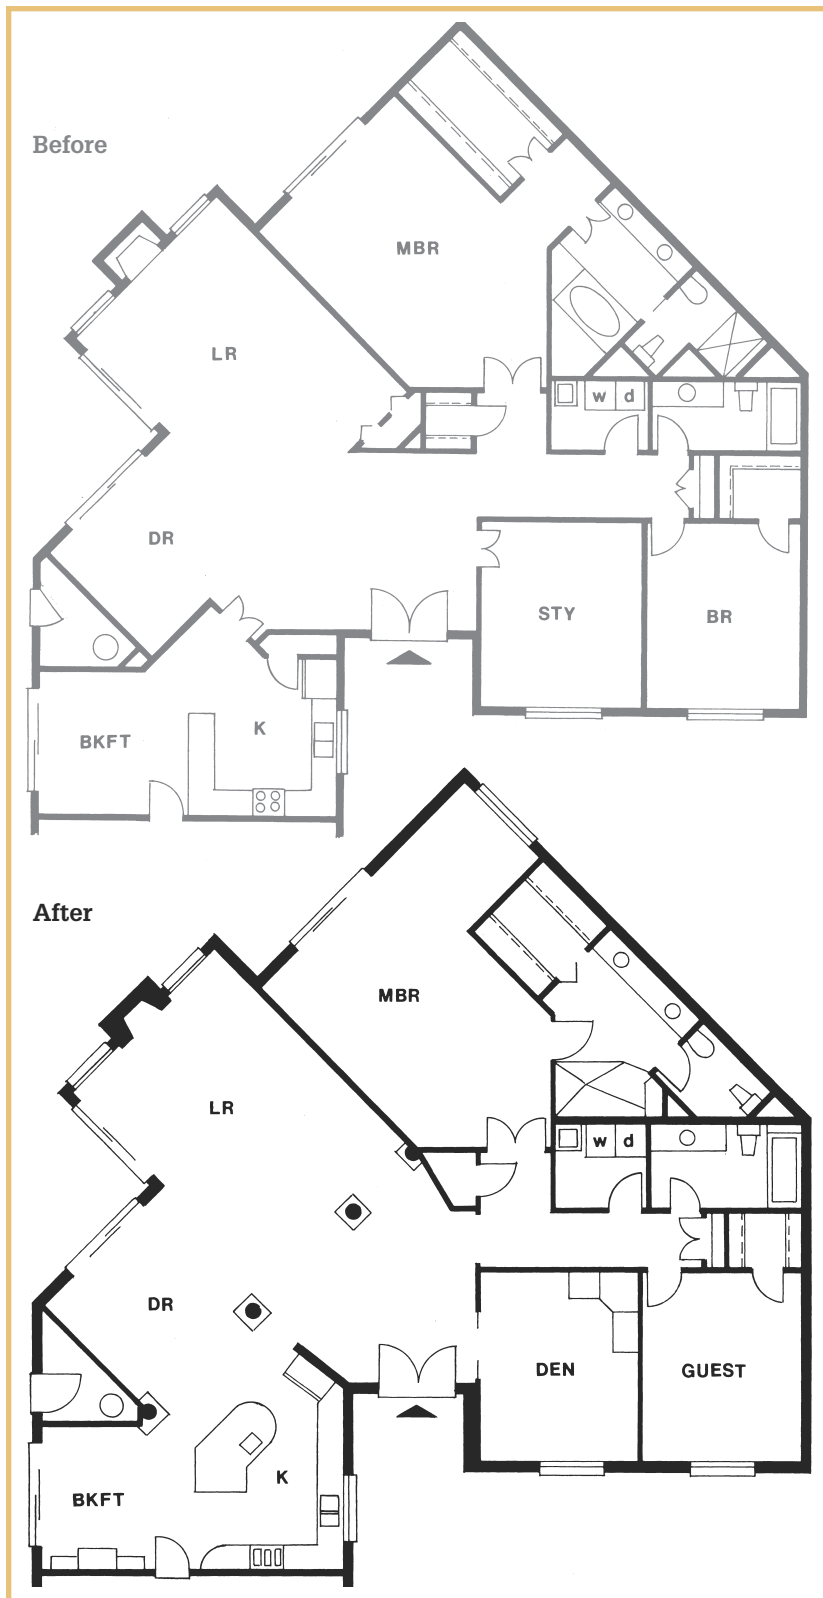 Before
MBR
LR
w d
DR
STY
BR
K
BKFT
After
MBR
LR
w d
DR
DEN
GUEST
K
BKFT